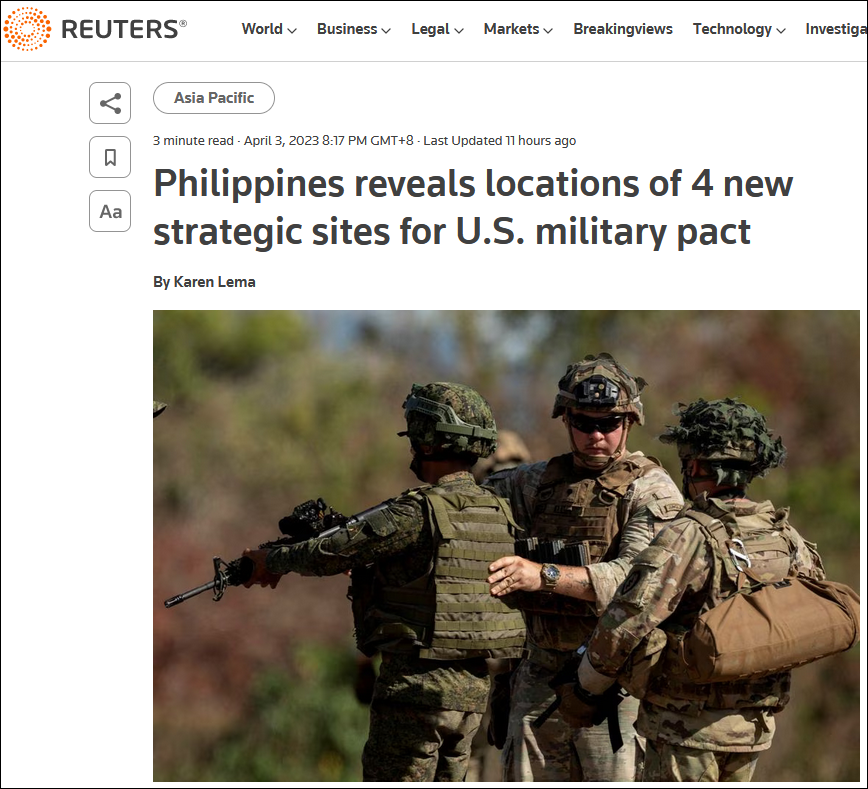 REUTERS®
World Business Legal Markets Breakingviews Technology Investiga
Asia Pacific
3 minute read · April 3, 2023 8:17 PM GMT+8 · Last Updated 11 hours ago
Philippines reveals locations of 4 new
strategic sites for U.S. military pact
Aa
By Karen Lema